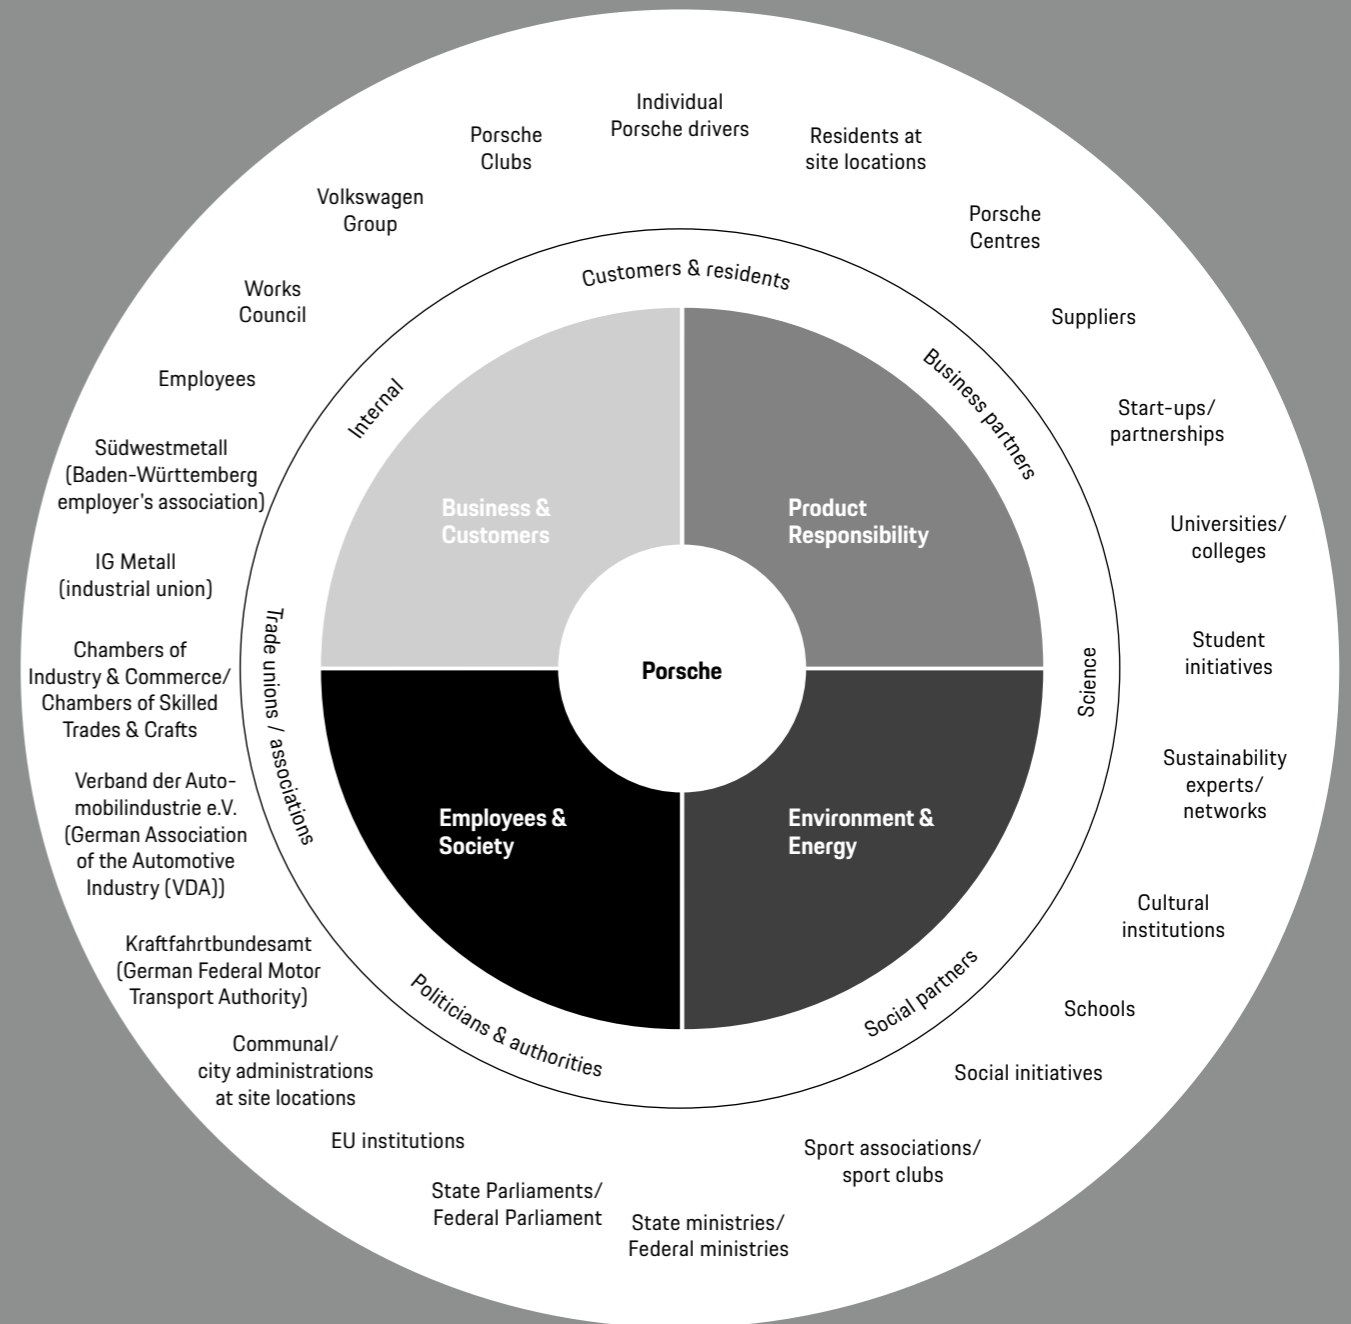 Individual
Porsche drivers
Residents at
site locations
Porsche
Centres
Suppliers
Start-ups/
partnerships
Universities/
colleges
Student
initiatives
Sustainability
experts/
networks
Cultural
institutions
Schools
Social initiatives
Sport associations/
sport clubs
State ministries/
Federal ministries
State Parliaments/
Federal Parliament
EU institutions
Communal/
city administrations
at site locations
Kraftfahrtbundesamt
(German Federal Motor
Transport Authority)
Verband der Auto-
mobilindustrie e.V.
(German Association
of the Automotive
Industry (VDA))
Chambers of
Industry & Commerce/
Chambers of Skilled
Trades & Crafts
IG Metall
(industrial union)
Südwestmetall
(Baden-Württemberg
employer's association)
Employees
Works
Council
Volkswagen
Group
Porsche
Clubs
Customers & residents
Business partners
Science
Social partners
Politicians & authorities
Trade unions / associations
Internal
Business &
Customers
Product
Responsibility
Porsche
Employees &
Society
Environment &
Energy